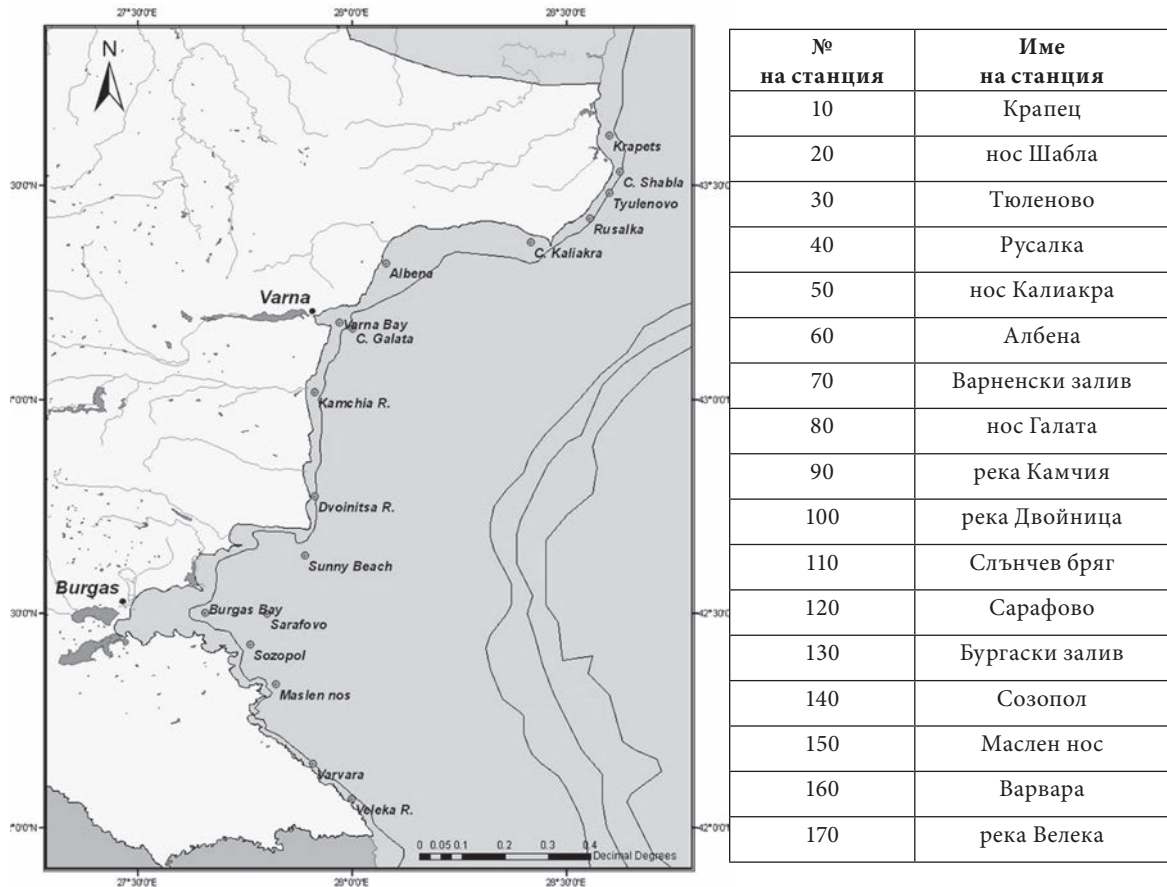 27°30'0"E 28°0'0"E 28°30'0"E
N
Krapets
C. Shabla
Tyulenovo
Rusalka
C. Kaliakra
Albena
Varna
Varna Bay
C. Galata
Kamchia R.
Dvoinitsa R.
Sunny Beach
Burgas
Burgas Bay
Sarafovo
Sozopol
Maslen nos
Varvara
Veleka R.
43°0'0"N
42°30'0"N
42°0'0"N
0 0.05 0.1 0.2 0.3 0.4
Decimal Degrees
27°30'0"E 28°0'0"E 28°30'0"E
№ на станция Име на станция
10 Крапец
20 нос Шабла
30 Тюленово
40 Русалка
50 нос Калиакра
60 Албена
70 Варненски залив
80 нос Галата
90 река Камчия
100 река Двойница
110 Слънчев бряг
120 Сарафово
130 Бургаски залив
140 Созопол
150 Маслен нос
160 Варвара
170 река Велека